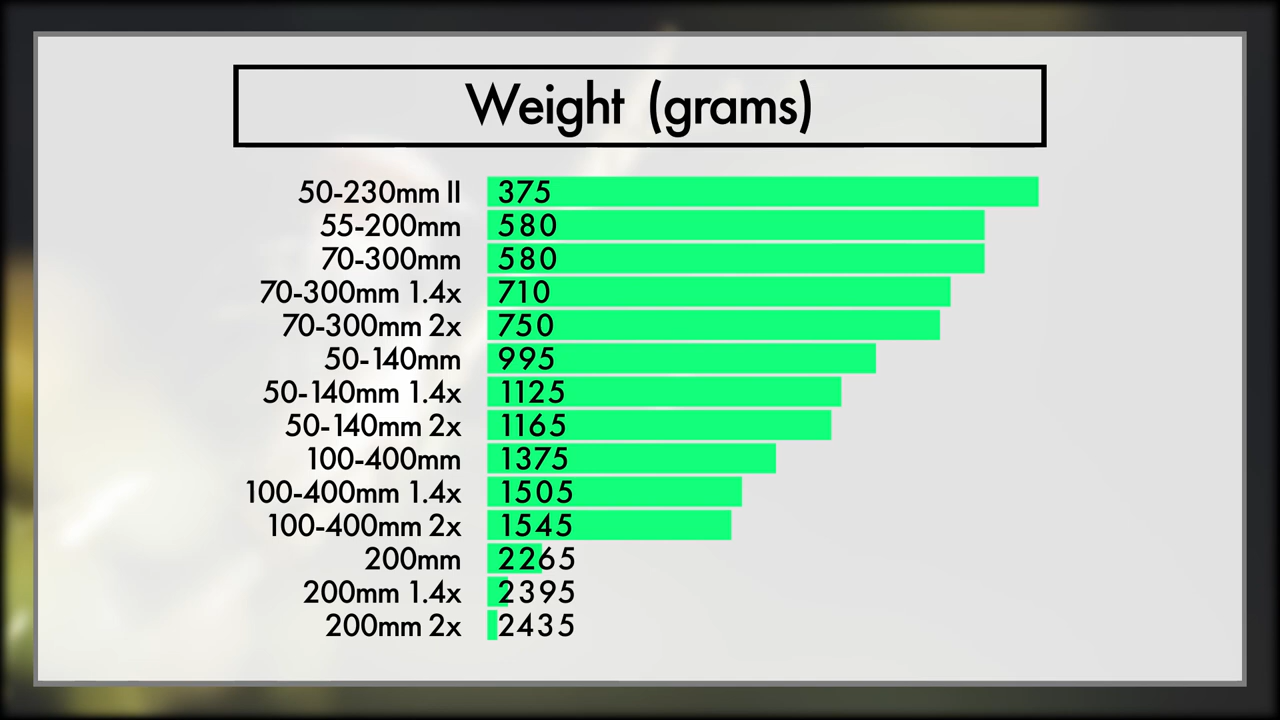 Weight (grams)
50-230mm II 375
55-200mm 580
70-300mm 580
70-300mm 1.4x 710
70-300mm 2x 750
50-140mm 995
50-140mm 1.4x 1125
50-140mm 2x 1165
100-400mm 1375
100-400mm 1.4x 1505
100-400mm 2x 1545
200mm 2265
200mm 1.4x 2395
200mm 2x 2435